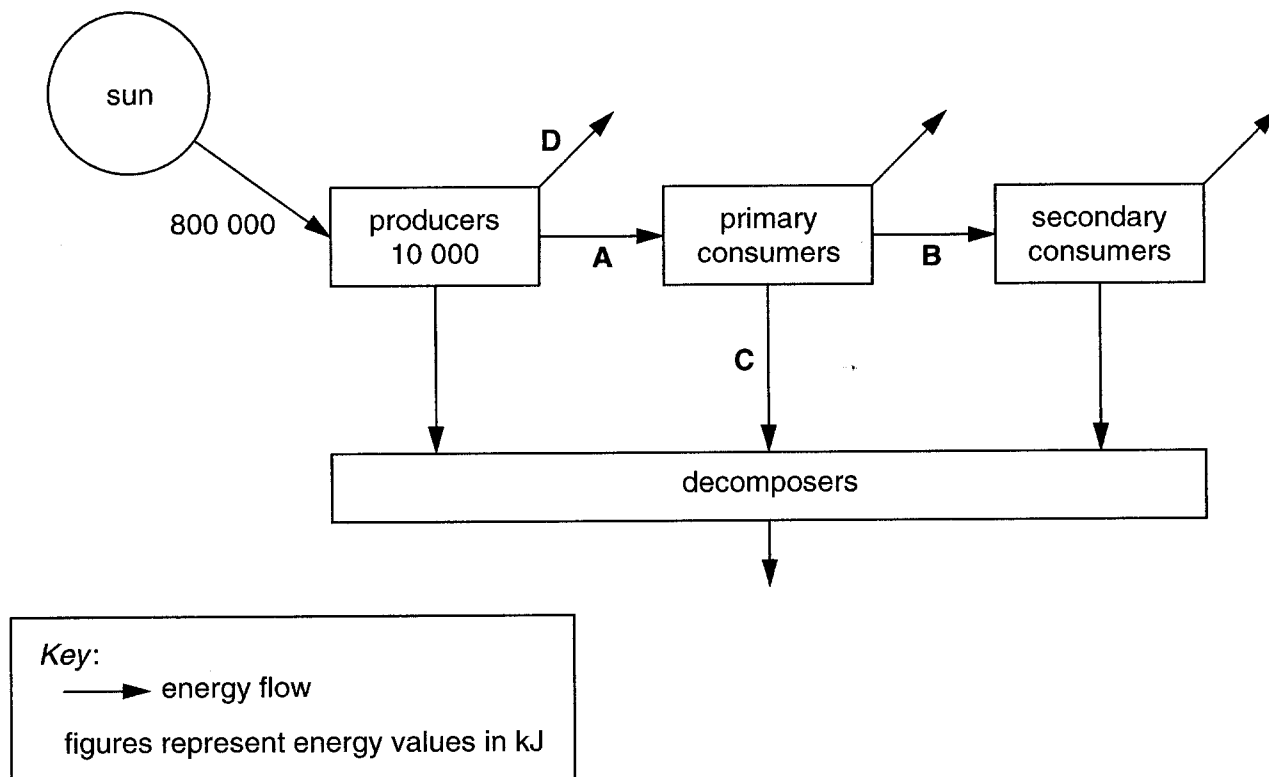 sun
800 000
producers
10 000
D
A
primary
consumers
B
secondary
consumers
C
decomposers
Key:
energy flow
figures represent energy values in kJ